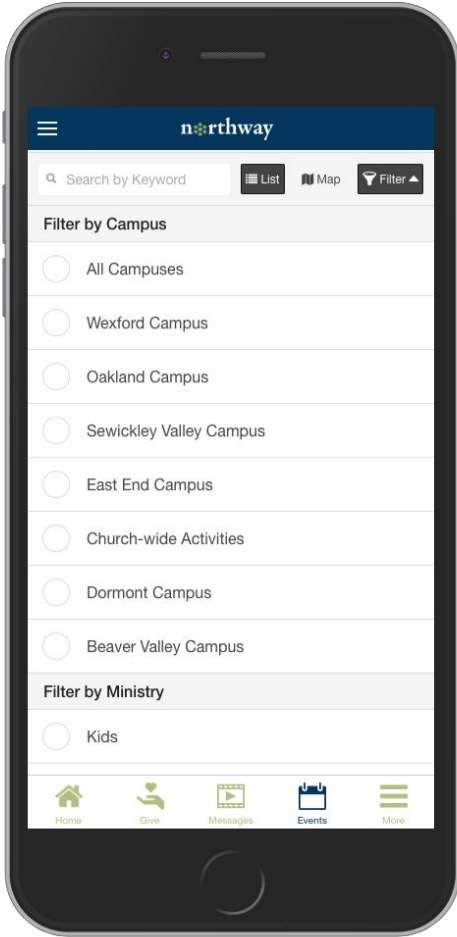 northway
Search by Keyword List Map Filter
Filter by Campus
All Campuses
Wexford Campus
Oakland Campus
Sewickley Valley Campus
East End Campus
Church-wide Activities
Dormont Campus
Beaver Valley Campus
Filter by Ministry
Kids
Home Give Messages Events More